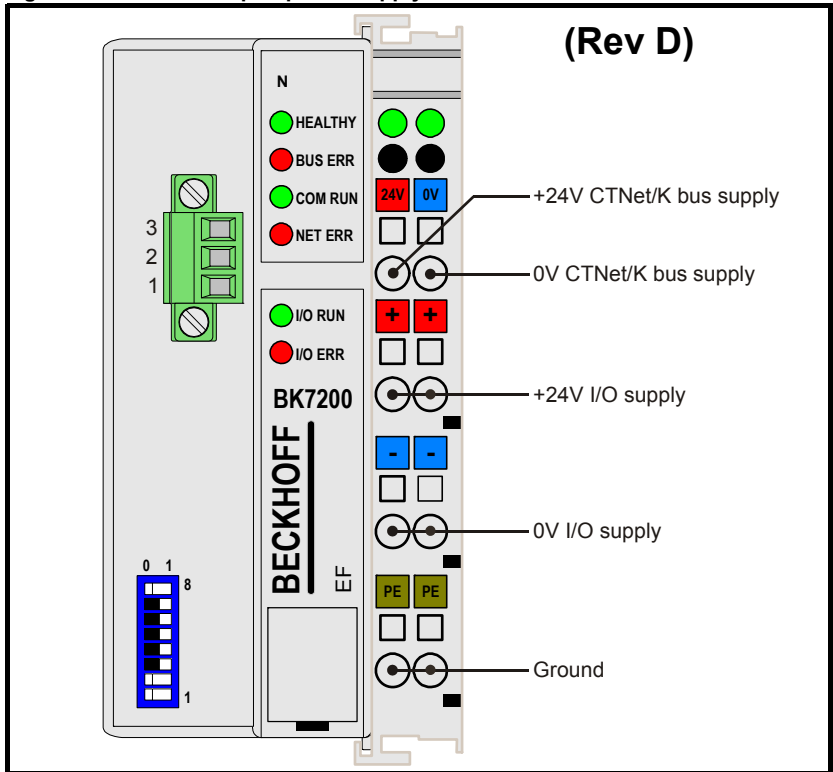 (Rev D)
N
HEALTHY
BUS ERR
COM RUN
NET ERR
I/O RUN
I/O ERR
BK7200
BECKHOFF
EF
3
2
1
0 1
8
1
24V 0V
+ +
- -
PE PE
+24V CTNet/K bus supply
0V CTNet/K bus supply
+24V I/O supply
0V I/O supply
Ground